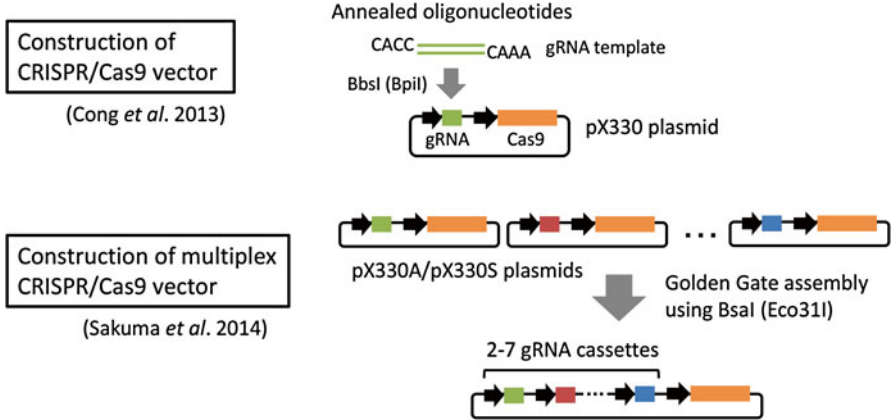 Construction of
CRISPR/Cas9 vector
(Cong et al. 2013)
Annealed oligonucleotides
CACC
CAAA
gRNA template
BbsI (BpiI)
gRNA
Cas9
pX330 plasmid
Construction of multiplex
CRISPR/Cas9 vector
(Sakuma et al. 2014)
...
pX330A/pX330S plasmids
Golden Gate assembly
using BsaI (Eco31I)
2-7 gRNA cassettes